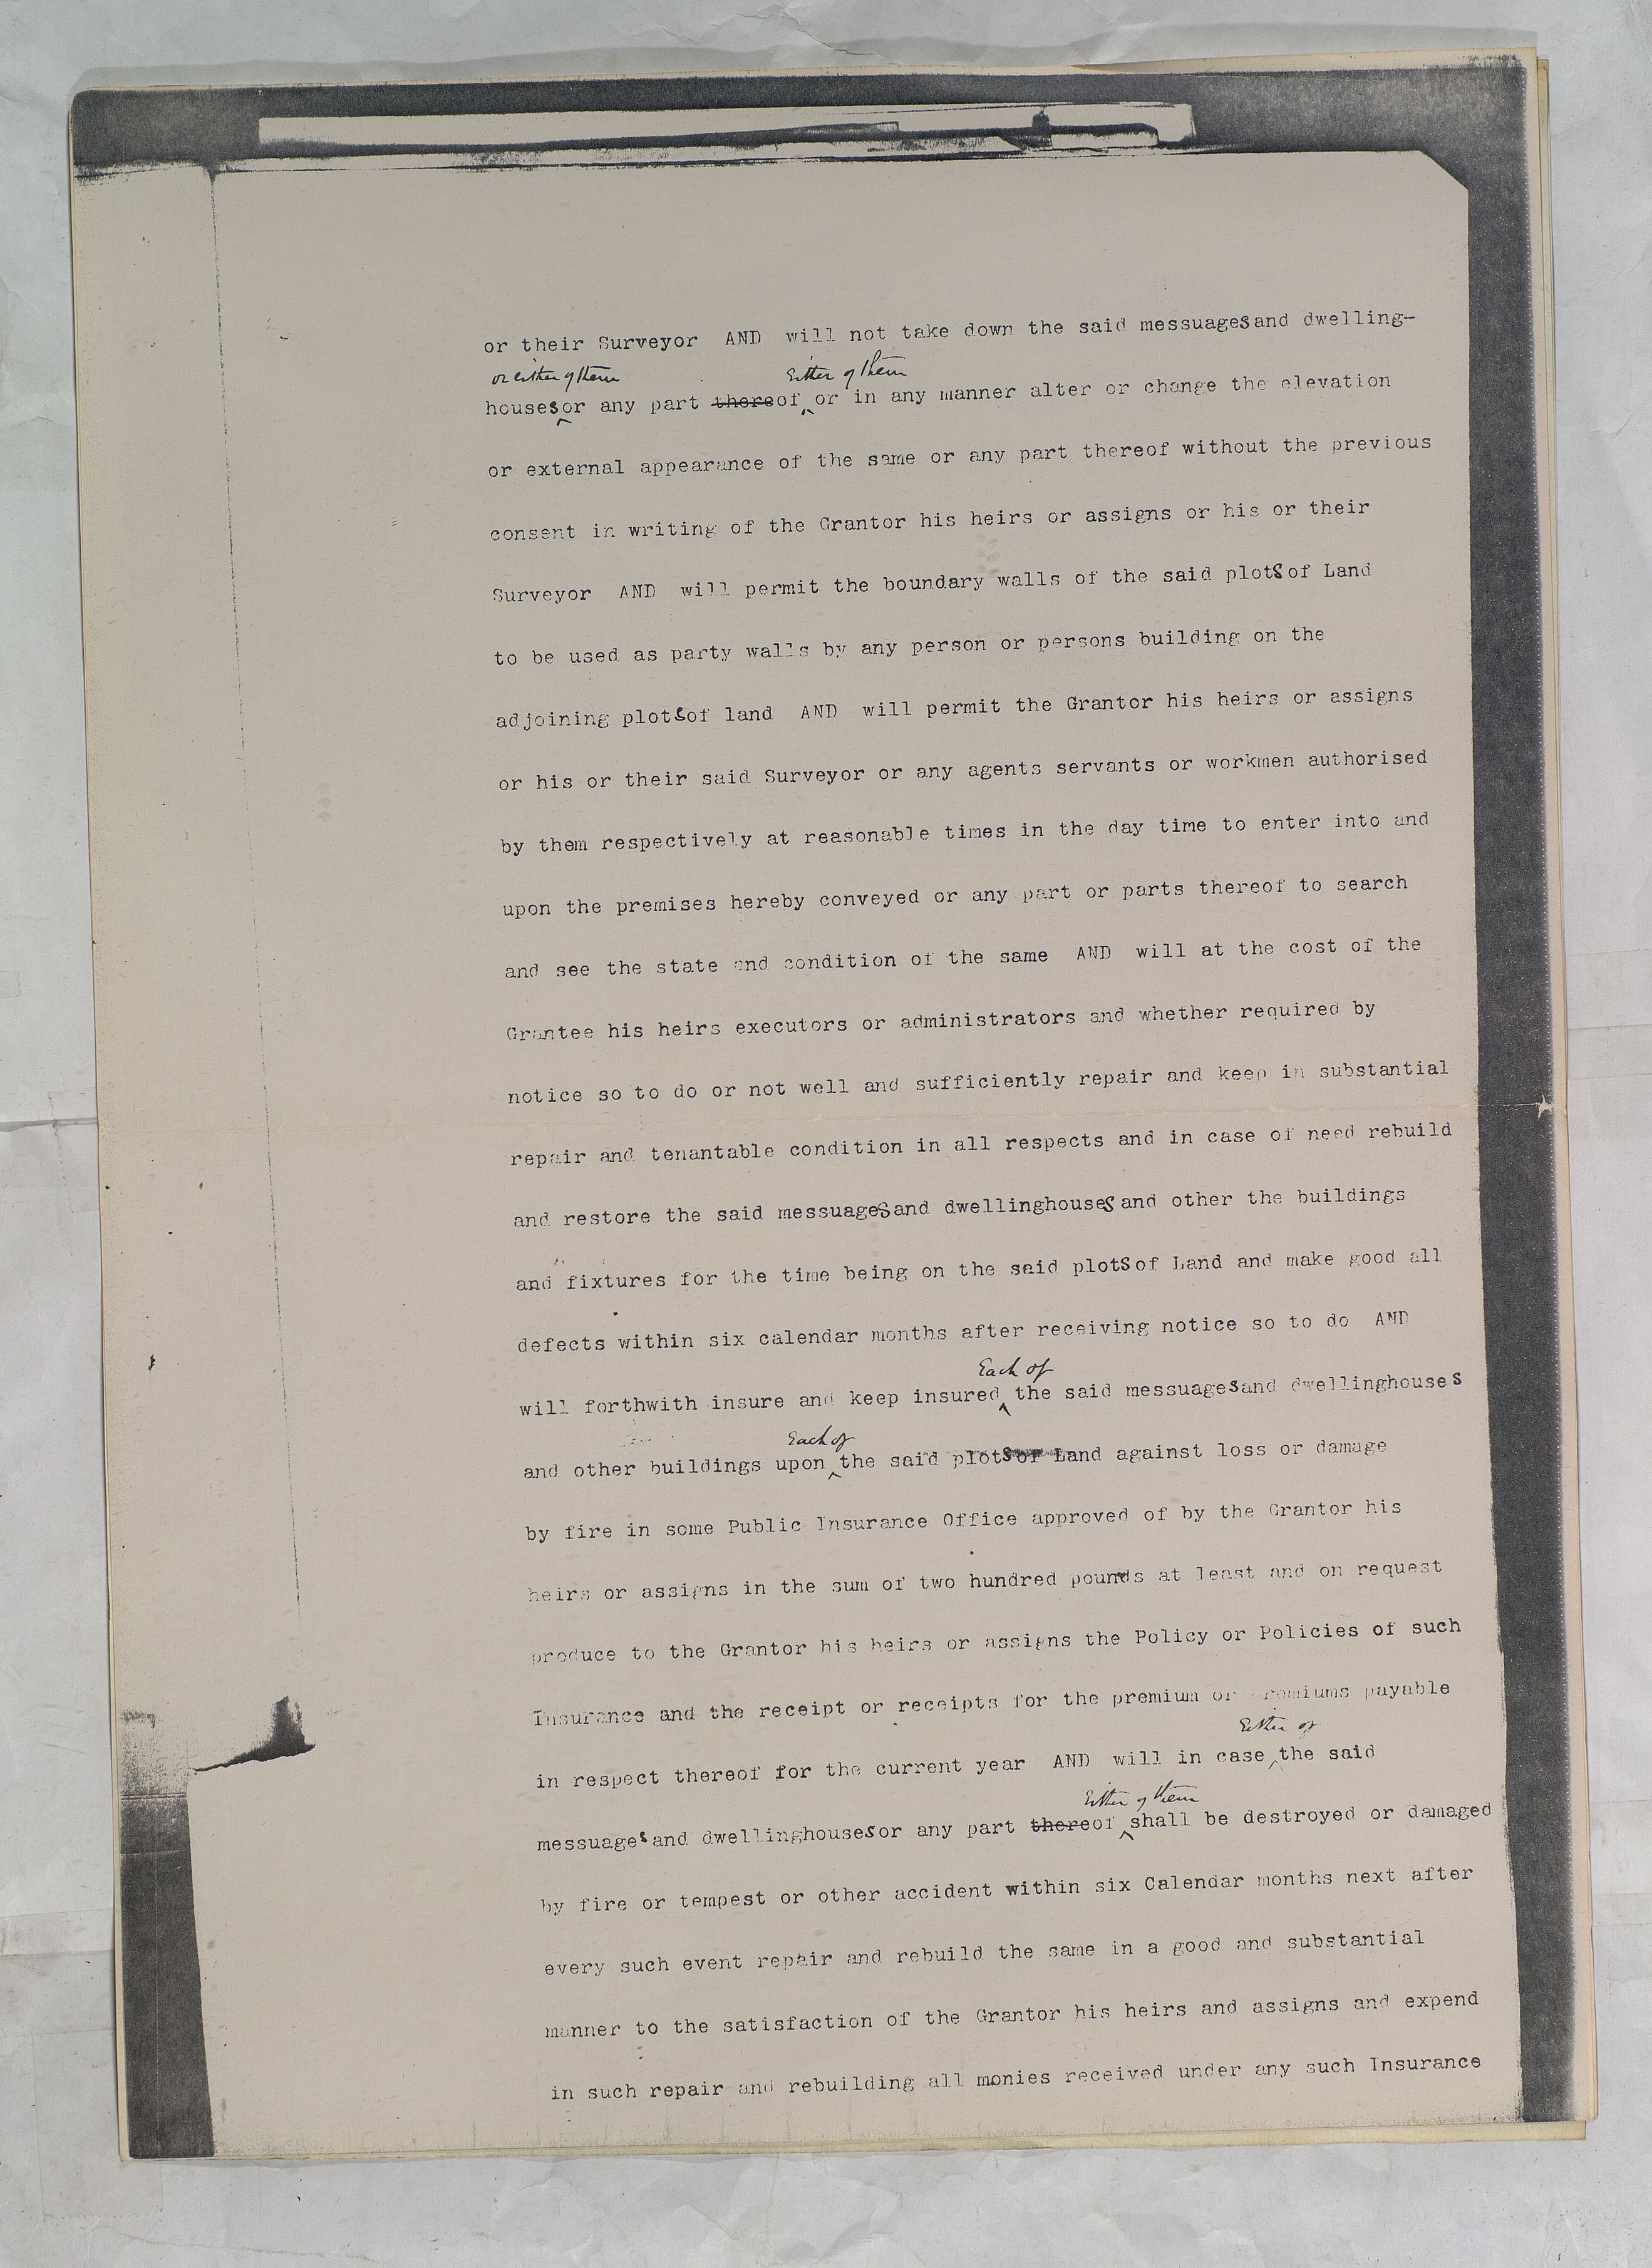 or their Surveyor AND will not take down the said messuages and dwelling-
or either of them Either of them
houses or any part thereof or in any manner alter or change the elevation
or external appearance of the same or any part thereof without the previous
consent in writing of the Grantor his heirs or assigns or his or their
Surveyor AND will permit the boundary walls of the said plots of Land
to be used as party walls by any person or persons building on the
adjoining plots of land AND will permit the Grantor his heirs or assigns
or his or their said Surveyor or any agents servants or workmen authorised
by them respectively at reasonable times in the day time to enter into and
upon the premises hereby conveyed or any part or parts thereof to search
and see the state and condition of the same AND will at the cost of the
Grantee his heirs executors or administrators and whether required by
notice so to do or not well and sufficiently repair and keep in substantial
repair and tenantable condition in all respects and in case of need rebuild
and restore the said messuages and dwellinghouses and other the buildings
and fixtures for the time being on the said plots of Land and make good all
defects within six calendar months after receiving notice so to do AND
Each of
will forthwith insure and keep insured the said messuages and dwellinghouses
Each of
and other buildings upon the said plots of Land against loss or damage
by fire in some Public Insurance Office approved of by the Grantor his
heirs or assigns in the sum of two hundred pounds at least and on request
produce to the Grantor his heirs or assigns the Policy or Policies of such
Insurance and the receipt or receipts for the premium or premiums payable
Either of
in respect thereof for the current year AND will in case the said
Either of them
messuages and dwellinghouses or any part thereof shall be destroyed or damaged
by fire or tempest or other accident within six Calendar months next after
every such event repair and rebuild the same in a good and substantial
manner to the satisfaction of the Grantor his heirs and assigns and expend
in such repair and rebuilding all monies received under any such Insurance